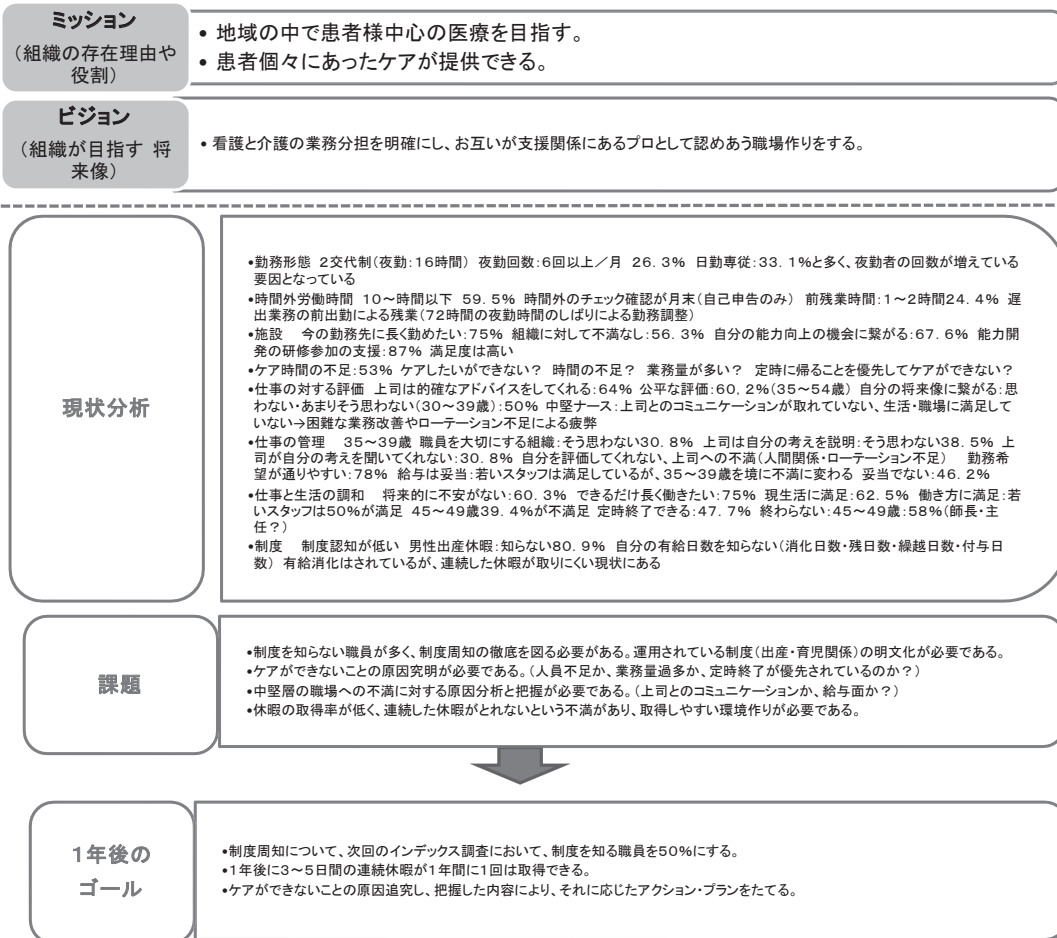 ミッション
(組織の存在理由や
役割)
• 地域の中で患者様中心の医療を目指す。
• 患者個々にあったケアが提供できる。
ビジョン
(組織が目指す 将
来像)
• 看護と介護の業務分担を明確にし、お互いが支援関係にあるプロとして認めあう職場作りをする。
現状分析
•勤務形態 2交代制(夜勤:16時間) 夜勤回数:6回以上/月 26.3% 日勤専従:33.1%と多く、夜勤者の回数が増えている
要因となっている
•時間外労働時間 10~時間以下 59.5% 時間外のチェック確認が月末(自己申告のみ) 前残業時間:1~2時間24.4% 遅
出業務の前出勤による残業(72時間の夜勤時間のしばりによる勤務調整)
•施設 今の勤務先に長く勤めたい:75% 組織に対して不満なし:56.3% 自分の能力向上の機会に繋がる:67.6% 能力開
発の研修参加の支援:87% 満足度は高い
•ケア時間の不足:53% ケアしたいができない? 時間の不足? 業務量が多い? 定時に帰ることを優先してケアができない?
•仕事の対する評価 上司は的確なアドバイスをしてくれる:64% 公平な評価:60,2%(35~54歳) 自分の将来像に繋がる:思
わない・あまりそう思わない(30~39歳):50% 中堅ナース:上司とのコミュニケーションが取れていない、生活・職場に満足して
いない→困難な業務改善やローテーション不足による疲弊
•仕事の管理 35~39歳 職員を大切にする組織:そう思わない30.8% 上司は自分の考えを説明:そう思わない38.5% 上
司が自分の考えを聞いてくれない:30.8% 自分を評価してくれない、上司への不満(人間関係・ローテーション不足) 勤務希
望が通りやすい:78% 給与は妥当:若いスタッフは満足しているが、35~39歳を境に不満に変わる 妥当でない:46.2%
•仕事と生活の調和 将来的に不安がない:60.3% できるだけ長く働きたい:75% 現生活に満足:62.5% 働き方に満足:若
いスタッフは50%が満足 45~49歳39.4%が不満足 定時終了できる:47.7% 終わらない:45~49歳:58%(師長・主
任?)
•制度 制度認知が低い 男性出産休暇:知らない80.9% 自分の有給日数を知らない(消化日数・残日数・繰越日数・付与日
数) 有給消化はされているが、連続した休暇が取りにくい現状にある
課題
•制度を知らない職員が多く、制度周知の徹底を図る必要がある。運用されている制度(出産・育児関係)の明文化が必要である。
•ケアができないことの原因究明が必要である。(人員不足か、業務量過多か、定時終了が優先されているのか?)
•中堅層の職場への不満に対する原因分析と把握が必要である。(上司とのコミュニケーションか、給与面か?)
•休暇の取得率が低く、連続した休暇がとれないという不満があり、取得しやすい環境作りが必要である。
1年後の
ゴール
•制度周知について、次回のインデックス調査において、制度を知る職員を50%にする。
•1年後に3~5日間の連続休暇が1年間に1回は取得できる。
•ケアができないことの原因追究し、把握した内容により、それに応じたアクション・プランをたてる。